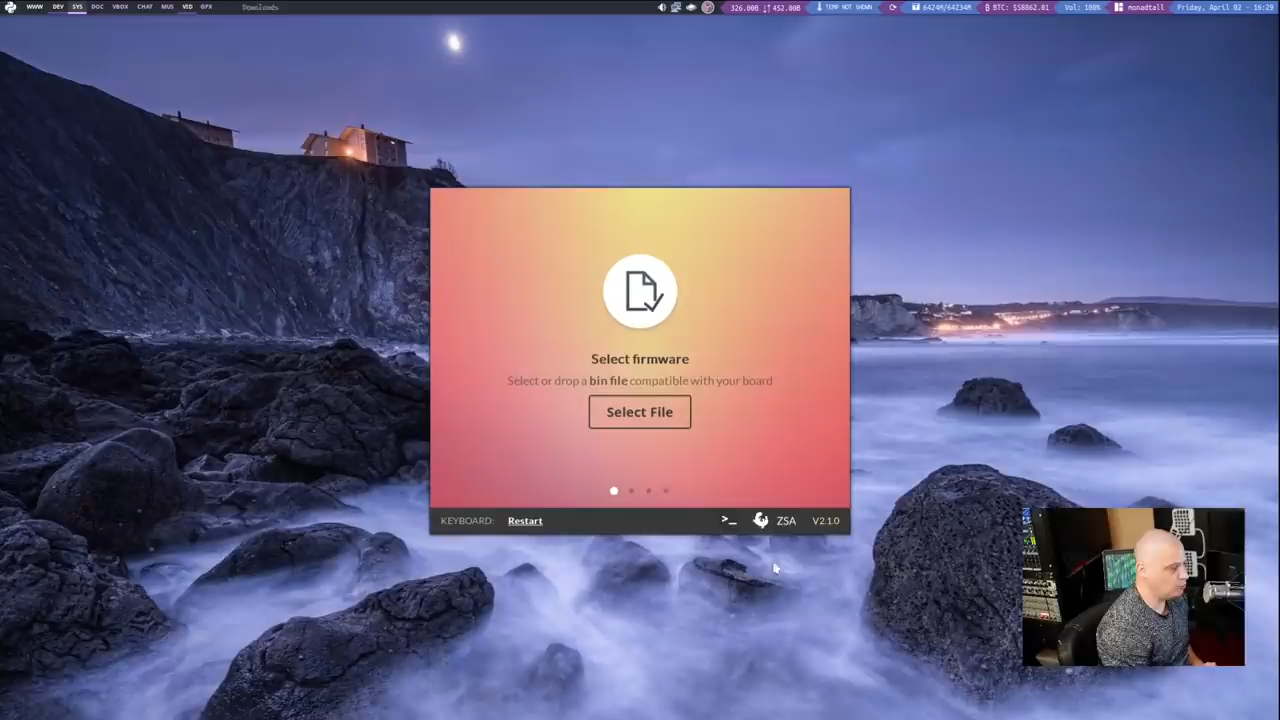 WWW DEV SYS DOC VBOX CHAT MUS VID GFX Downloads 326.00B ↓↑ 452.00B TEMP NOT SHOWN 6424M/64234M BTC: $58862.01 Vol: 100% monadtall Friday, April 02 - 16:29
Select firmware
Select or drop a bin file compatible with your board
Select File
KEYBOARD: Restart >_ ZSA V2.1.0